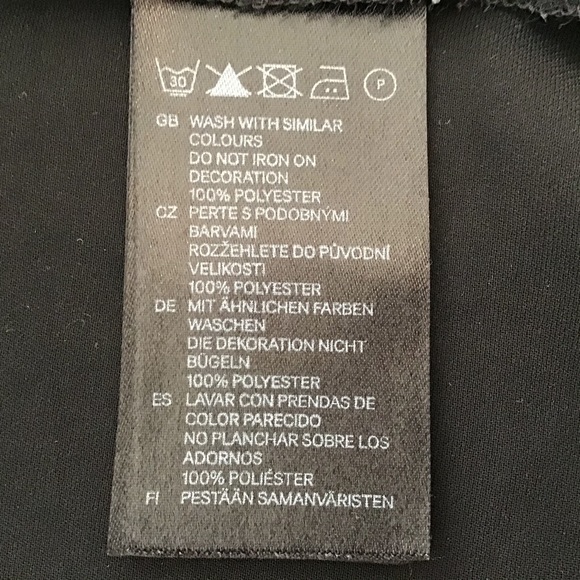 30 P
GB WASH WITH SIMILAR
COLOURS
DO NOT IRON ON
DECORATION
100% POLYESTER
CZ PERTE S PODOBNÝMI
BARVAMI
ROZŽEHLETE DO PŮVODNÍ
VELIKOSTI
100% POLYESTER
DE MIT ÄHNLICHEN FARBEN
WASCHEN
DIE DEKORATION NICHT
BÜGELN
100% POLYESTER
ES LAVAR CON PRENDAS DE
COLOR PARECIDO
NO PLANCHAR SOBRE LOS
ADORNOS
100% POLIÉSTER
FI PESTÄÄN SAMANVÄRISTEN